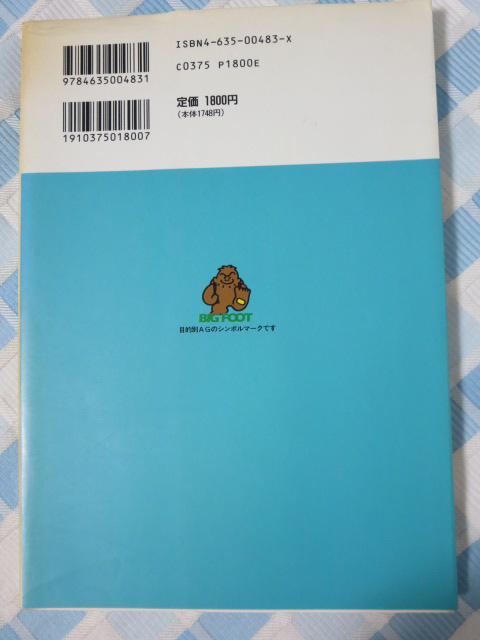 ISBN4-635-00483-X
C0375 P1800E
9784635004831
定価 1800円
(本体1748円)
1910375018007
BIG FOOT
目的別AGのシンボルマークです